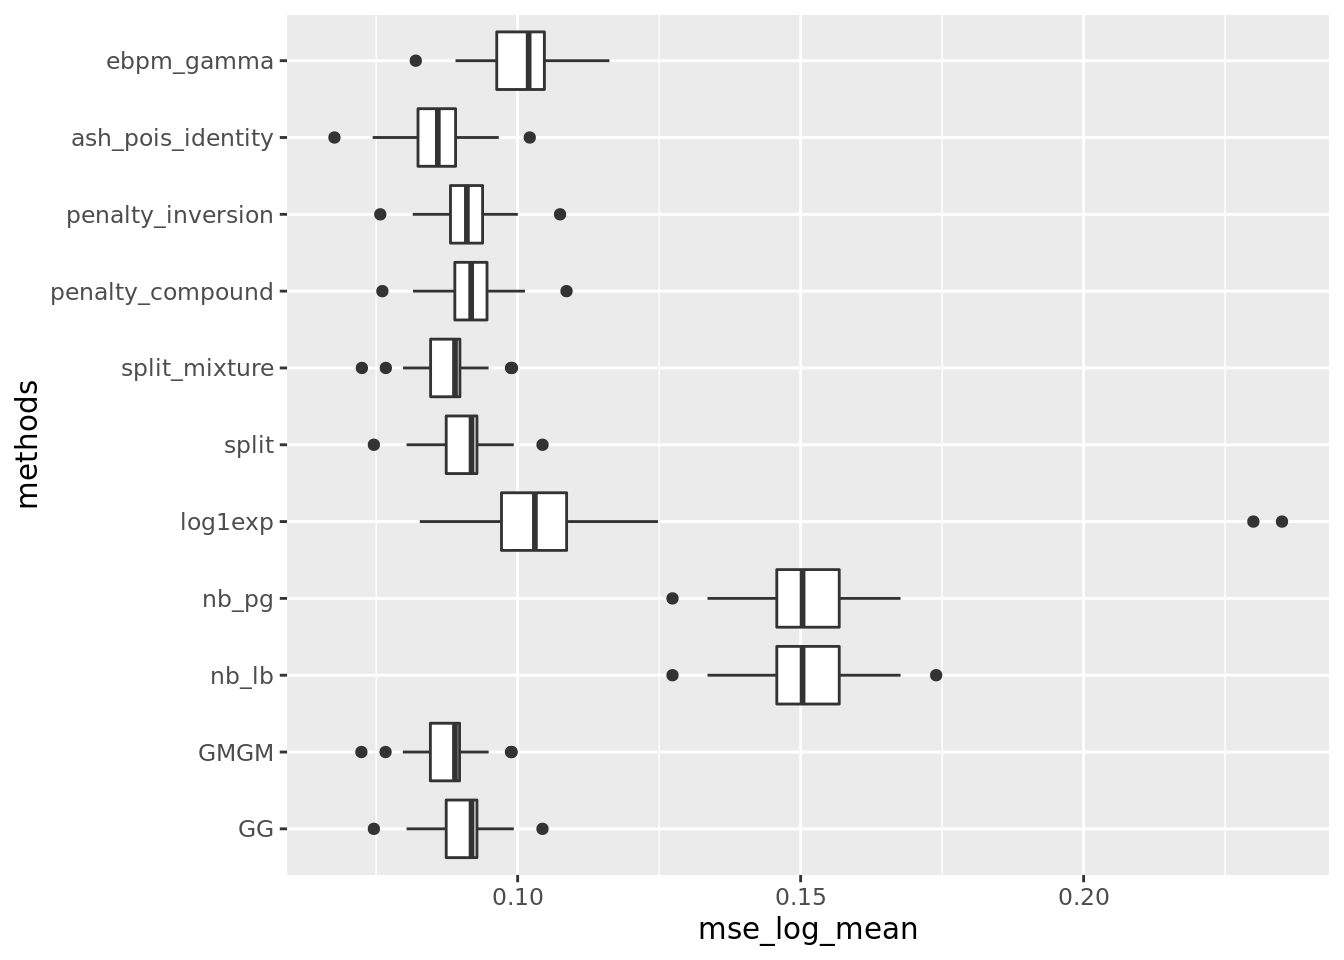 ebpm_gamma
ash_pois_identity
penalty_inversion
penalty_compound
split_mixture
split
log1exp
nb_pg
nb_lb
GMGM
GG
methods
0.10 0.15 0.20
mse_log_mean